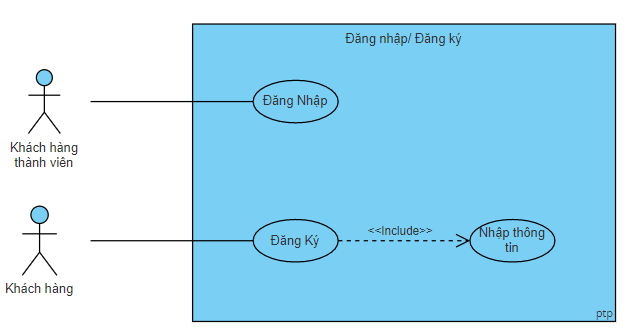 Đăng nhập/ Đăng ký
Đăng Nhập
Khách hàng
thành viên
Đăng Ký
<<Include>>
Nhập thông
tin
Khách hàng
ptp